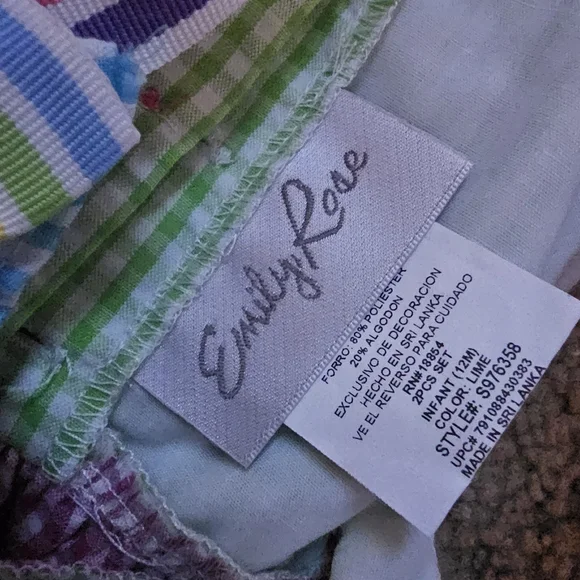 Emily Rose
FORRO: 80% POLIESTER
20% ALGODON
EXCLUSIVO DE DECORACION
HECHO EN SRI LANKA
VE EL REVERSO PARA CUIDADO
RN#18854
2PCS SET
INFANT (12M)
COLOR: LIME
STYLE#: S976358
UPC# 791088430383
MADE IN SRI LANKA